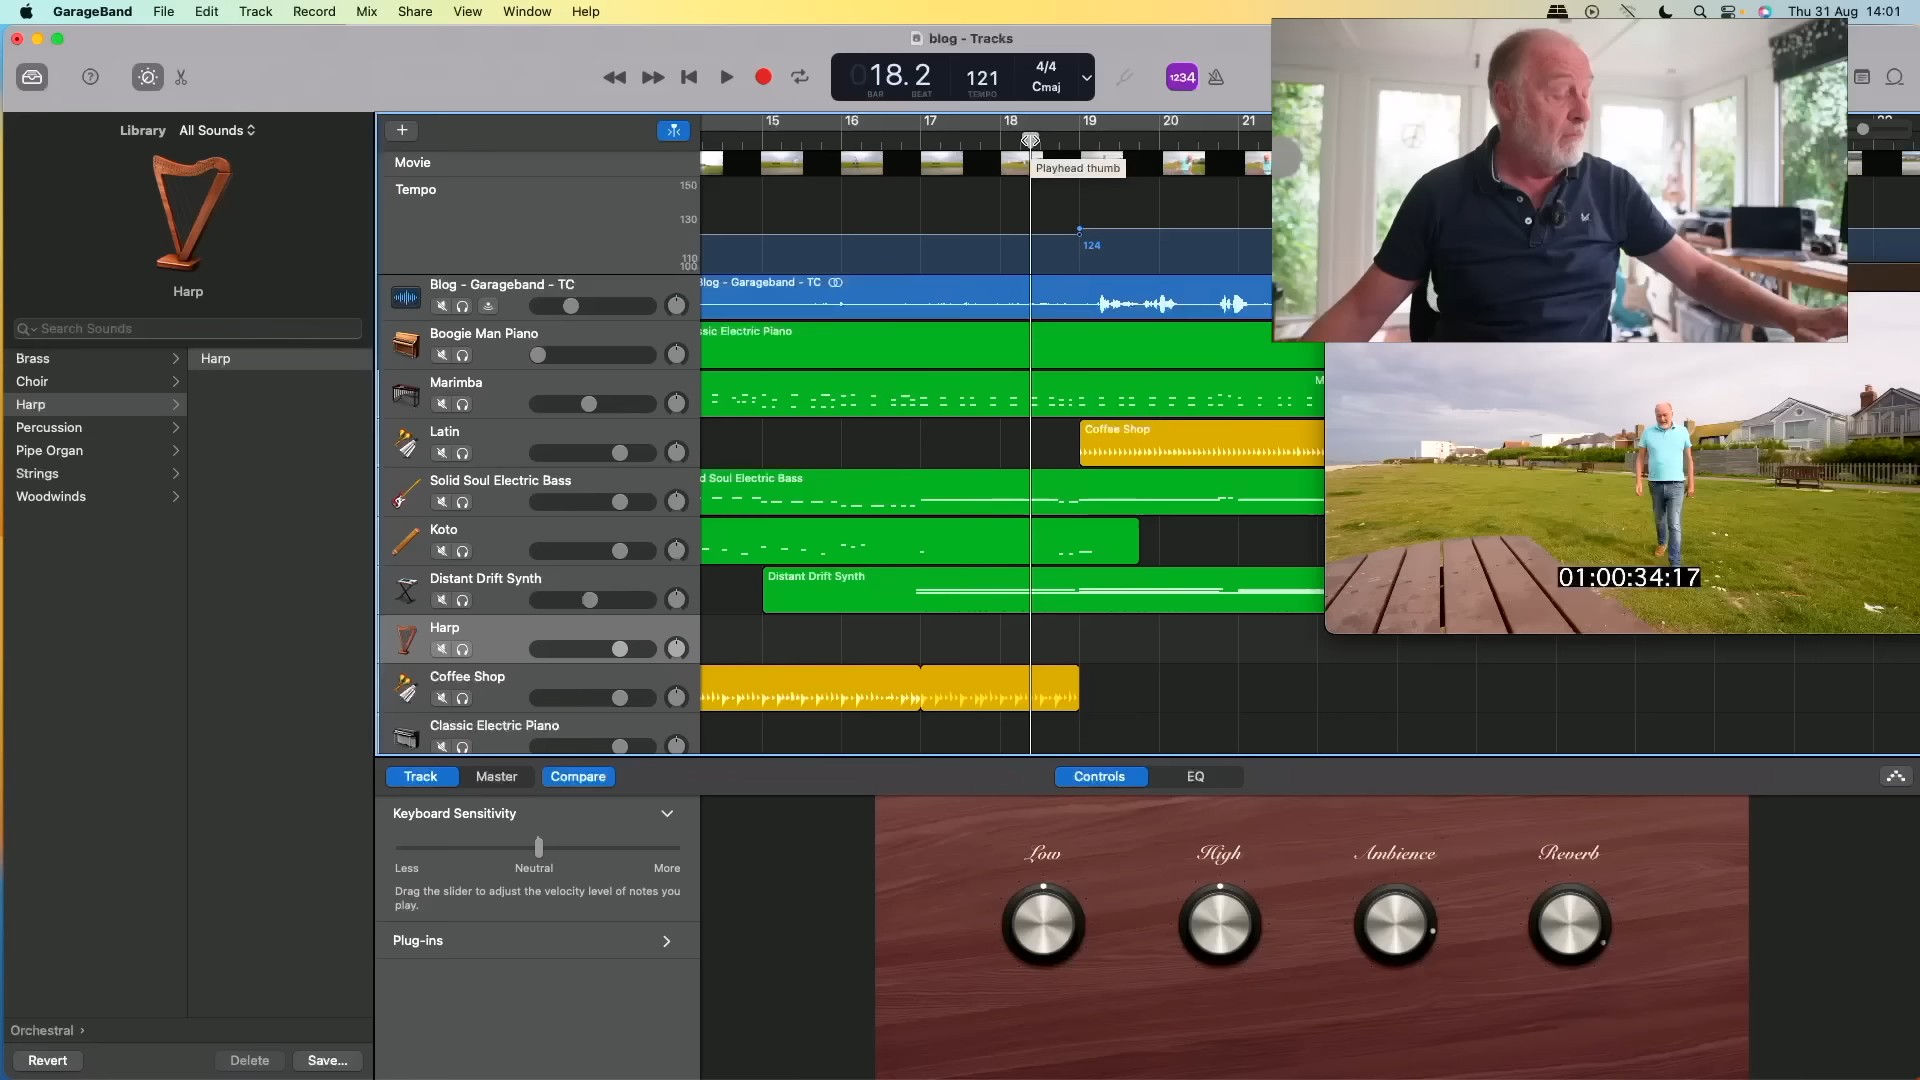 GarageBand File Edit Track Record Mix Share View Window Help
Thu 31 Aug 14:01
blog - Tracks
018.2
BAR BEAT
121
TEMPO
4/4
Cmaj
1234
Library All Sounds
Harp
Search Sounds
Brass
Choir
Harp
Percussion
Pipe Organ
Strings
Woodwinds
Harp
Orchestral
Revert
Delete
Save...
15 16 17 18 19 20 21
Movie
Playhead thumb
Tempo
150
130
110
100
124
Blog - Garageband - TC
Blog - Garageband - TC
Boogie Man Piano
ssic Electric Piano
Marimba
M
Latin
Coffee Shop
Solid Soul Electric Bass
d Soul Electric Bass
Koto
Distant Drift Synth
Distant Drift Synth
01:00:34:17
Harp
Coffee Shop
Classic Electric Piano
Track Master Compare
Controls EQ
Keyboard Sensitivity
Less Neutral More
Drag the slider to adjust the velocity level of notes you
play.
Plug-ins
Low High Ambience Reverb